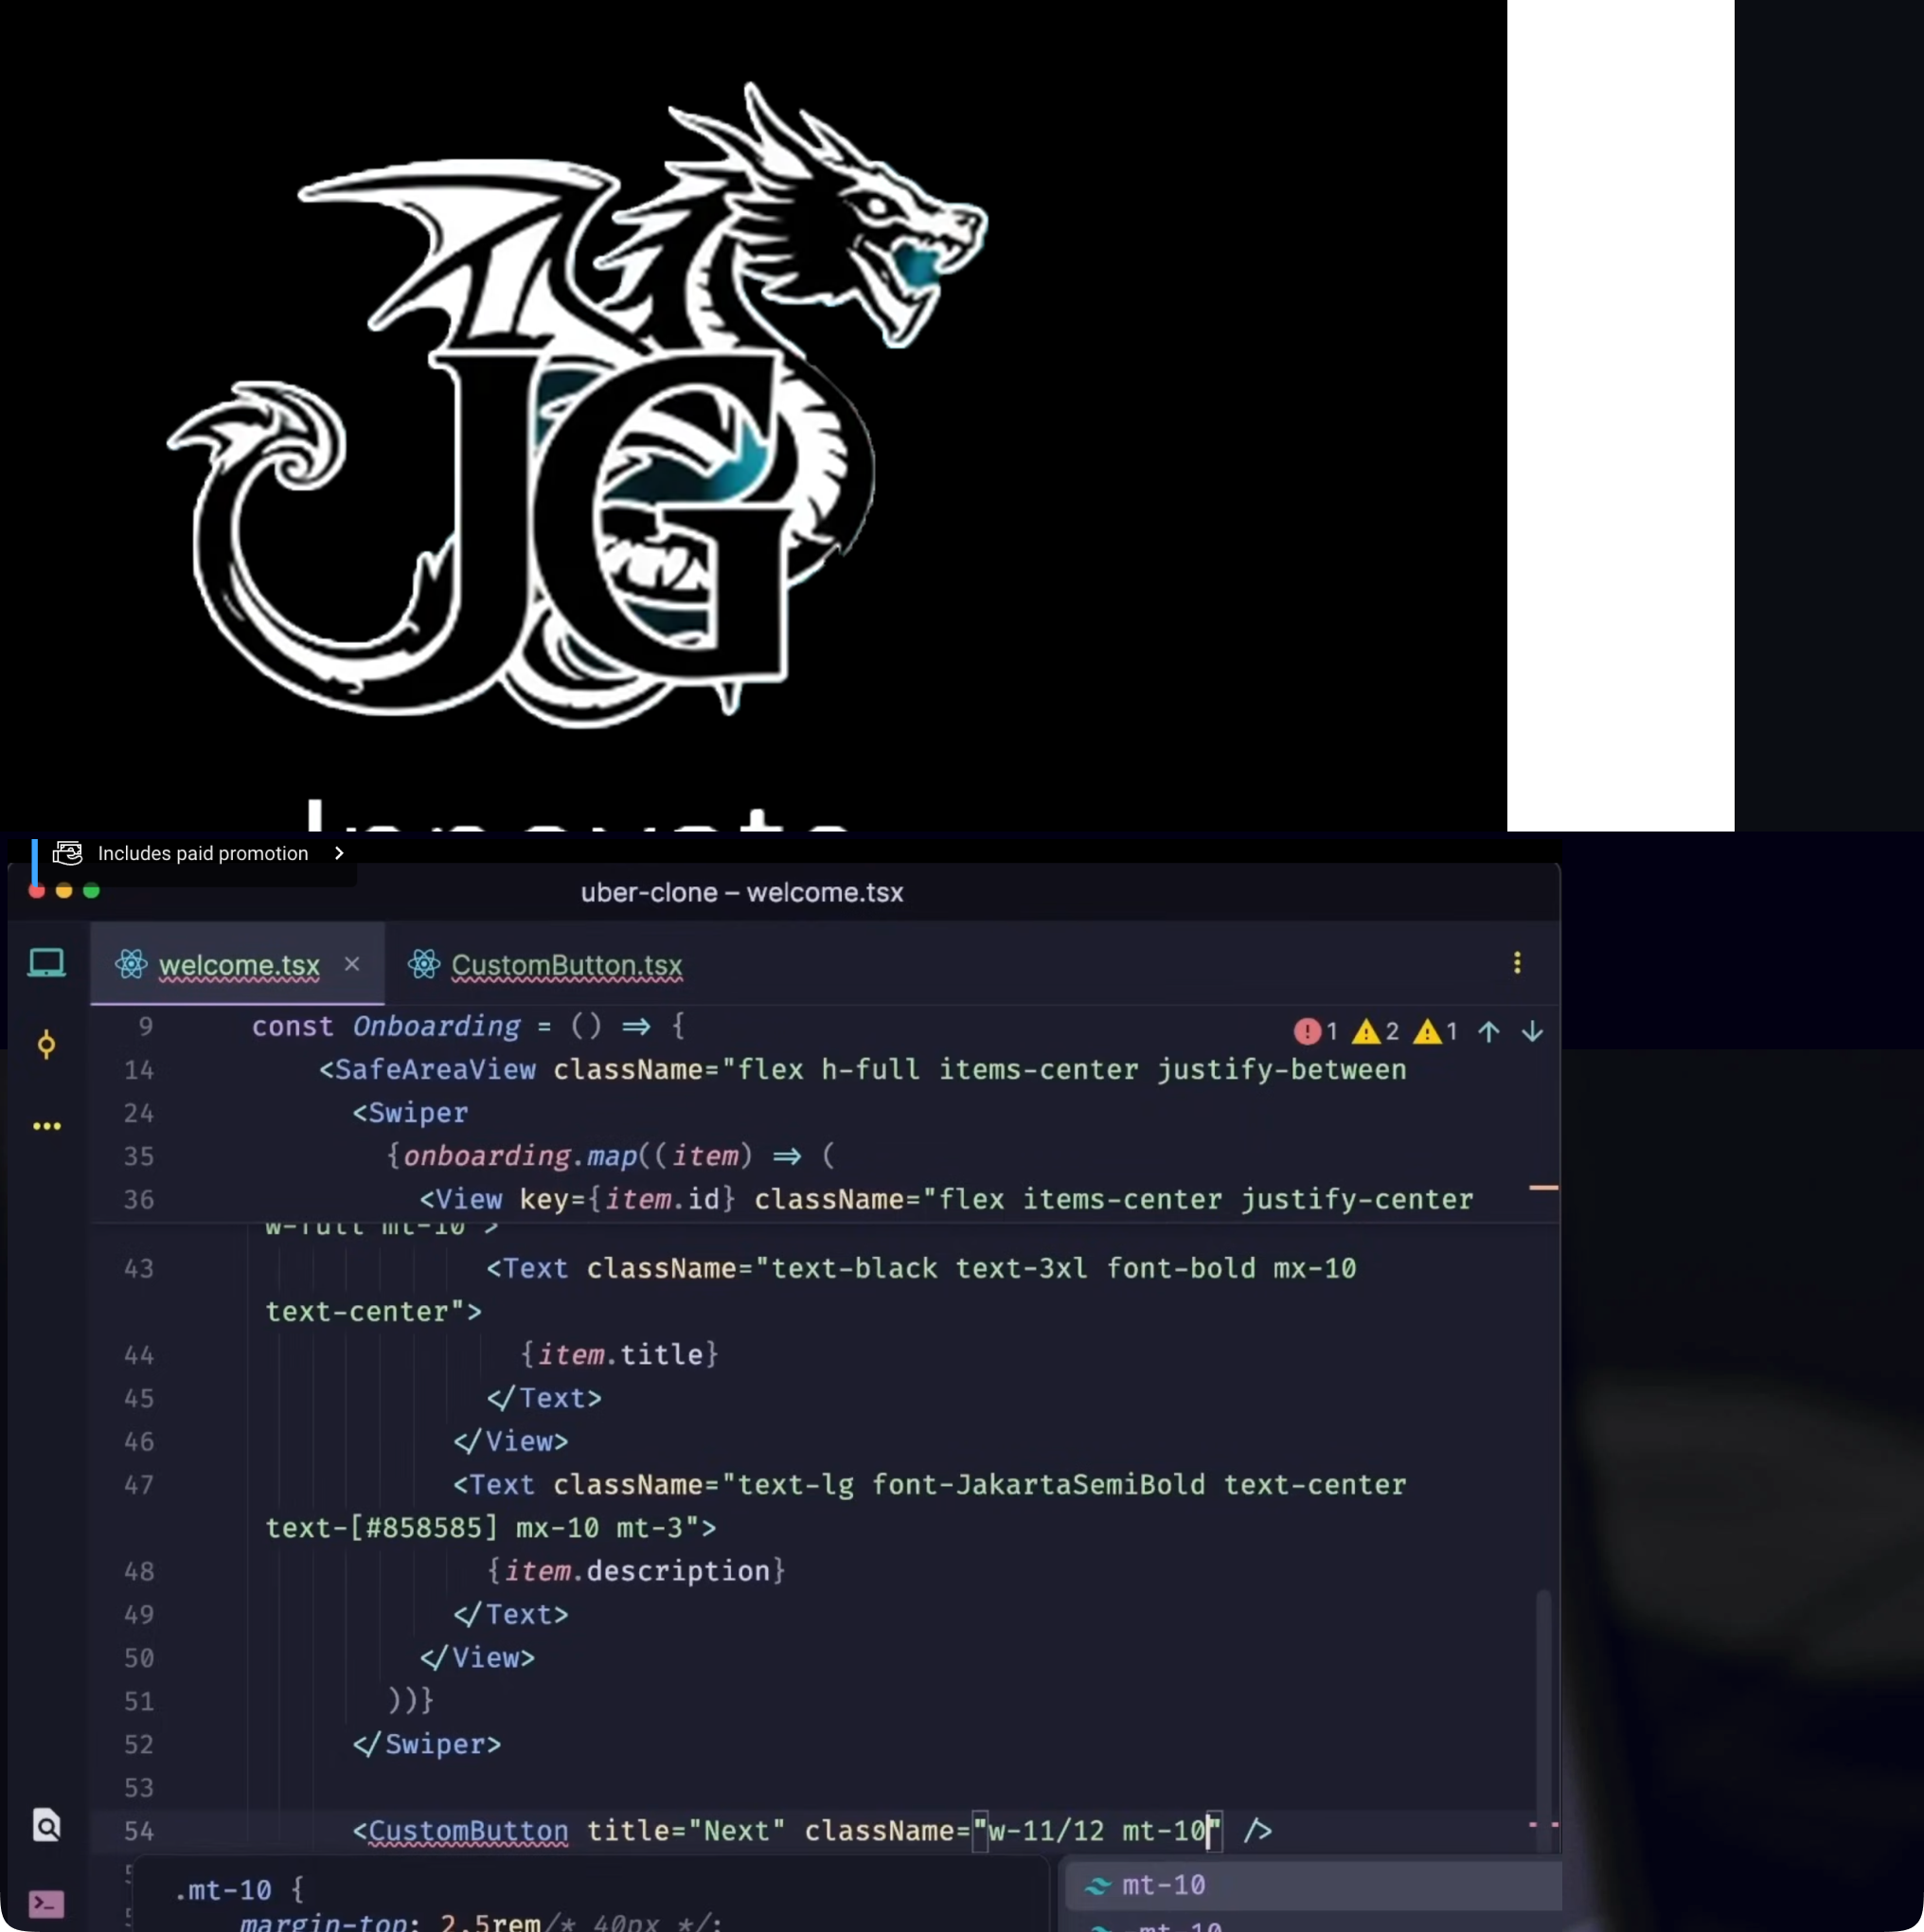 JG
Innovate
Includes paid promotion
uber-clone – welcome.tsx
welcome.tsx
CustomButton.tsx
9 const Onboarding = () => {
1 2 1
14 <SafeAreaView className="flex h-full items-center justify-between
24 <Swiper
35 {onboarding.map((item) => (
36 <View key={item.id} className="flex items-center justify-center
w-full mt-10">
43 <Text className="text-black text-3xl font-bold mx-10
text-center">
44 {item.title}
45 </Text>
46 </View>
47 <Text className="text-lg font-JakartaSemiBold text-center
text-[#858585] mx-10 mt-3">
48 {item.description}
49 </Text>
50 </View>
51 ))}
52 </Swiper>
53
54 <CustomButton title="Next" className="w-11/12 mt-10" />
.mt-10 {
margin-top: 2.5rem/* 40px */;
mt-10
-mt-10